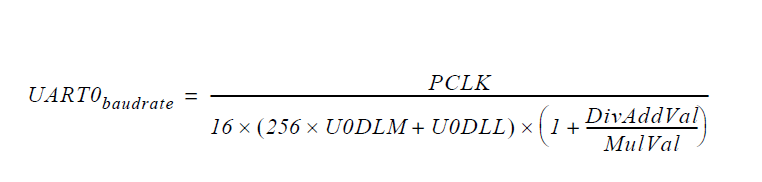 UART0baudrate = PCLK / (16 × (256 × U0DLM + U0DLL) × (1 + DivAddVal / MulVal))